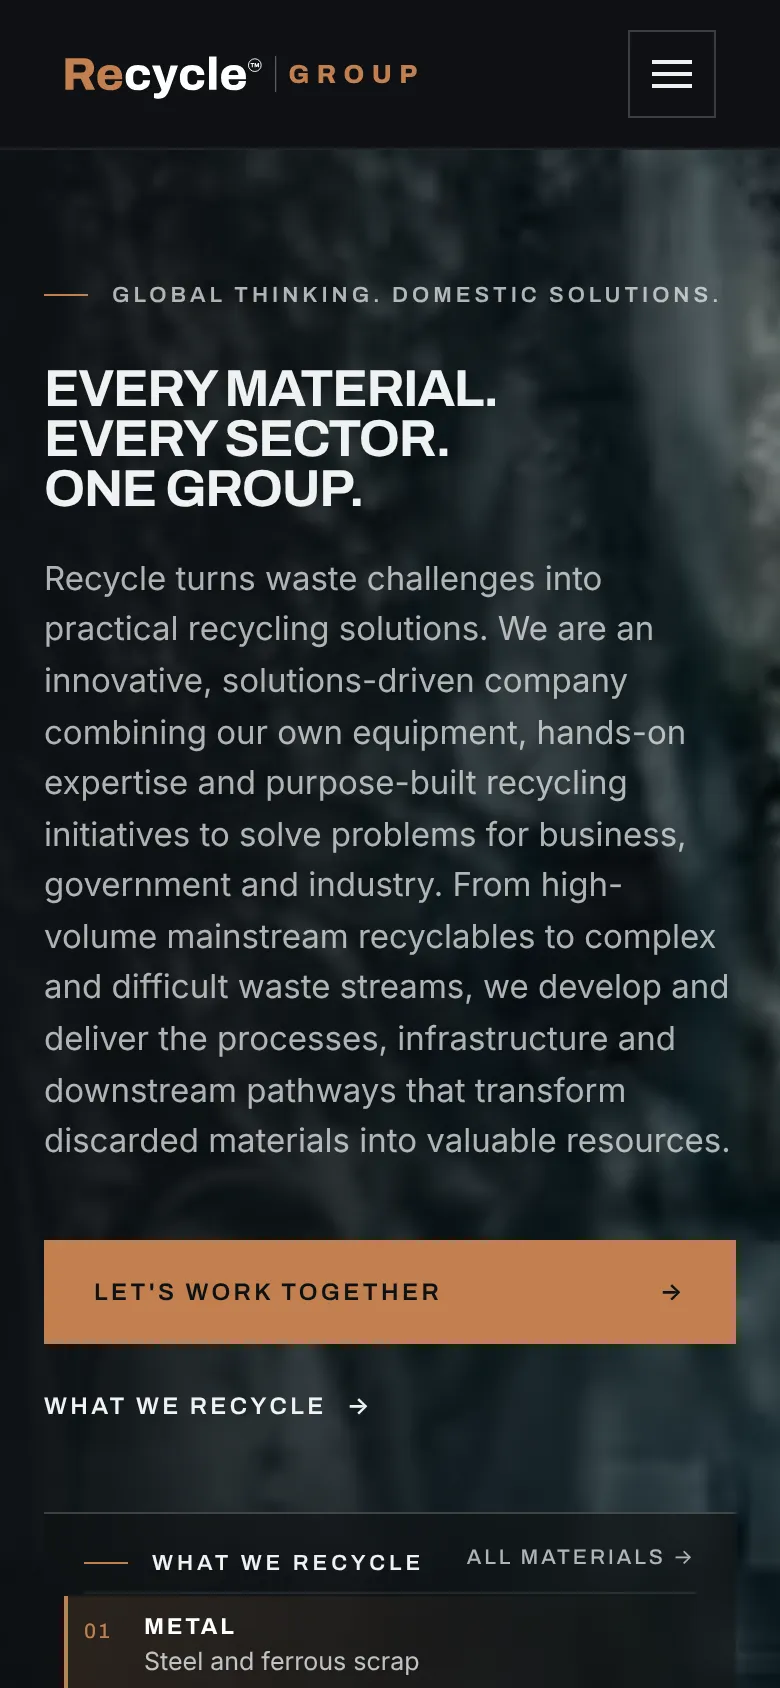 Recycle™ GROUP
GLOBAL THINKING. DOMESTIC SOLUTIONS.
EVERY MATERIAL.
EVERY SECTOR.
ONE GROUP.
Recycle turns waste challenges into
practical recycling solutions. We are an
innovative, solutions-driven company
combining our own equipment, hands-on
expertise and purpose-built recycling
initiatives to solve problems for business,
government and industry. From high-
volume mainstream recyclables to complex
and difficult waste streams, we develop and
deliver the processes, infrastructure and
downstream pathways that transform
discarded materials into valuable resources.
LET'S WORK TOGETHER →
WHAT WE RECYCLE →
WHAT WE RECYCLE ALL MATERIALS →
01 METAL
Steel and ferrous scrap